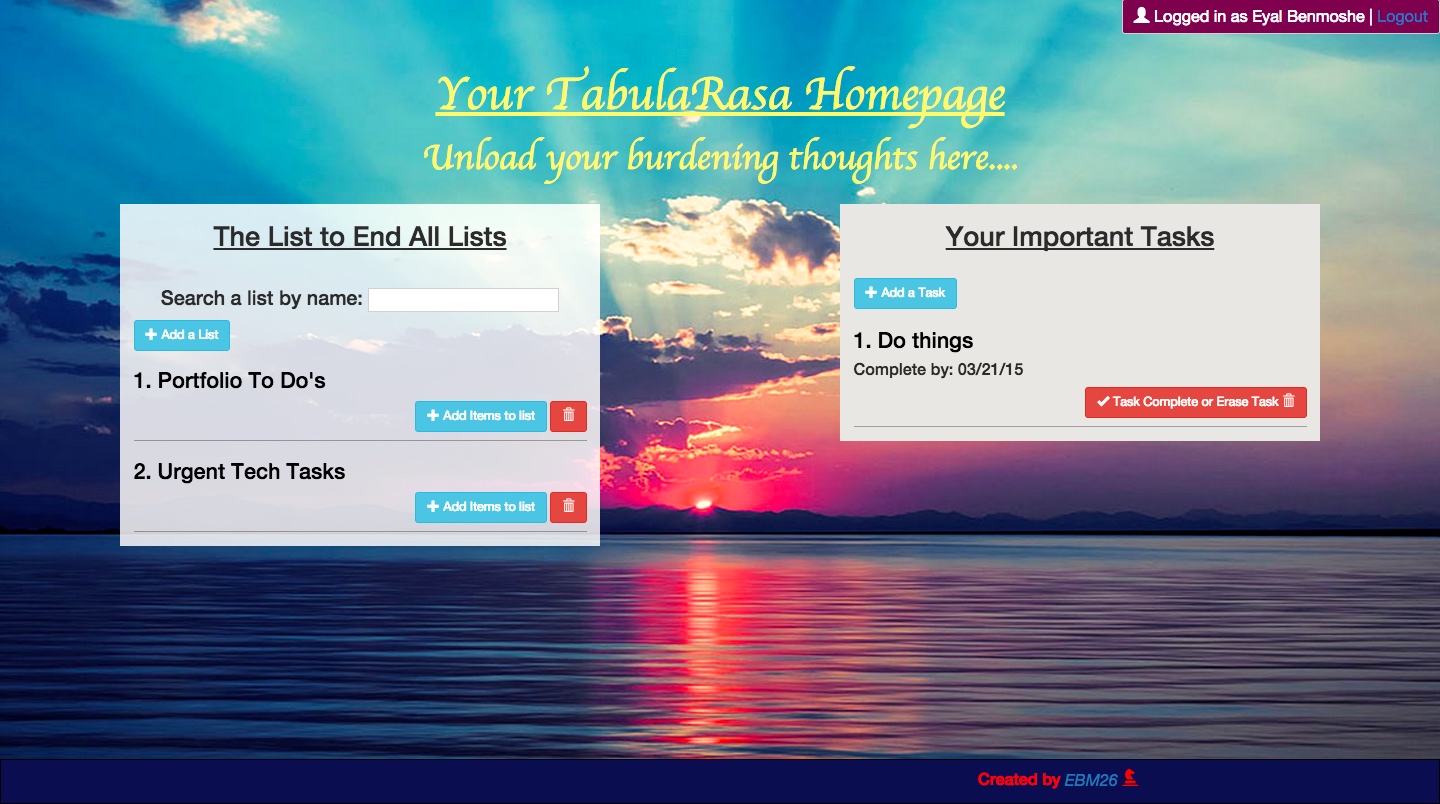 Logged in as Eyal Benmoshe | Logout
Your TabulaRasa Homepage
Unload your burdening thoughts here....
The List to End All Lists
Search a list by name:
Add a List
1. Portfolio To Do's
Add Items to list
2. Urgent Tech Tasks
Add Items to list
Your Important Tasks
Add a Task
1. Do things
Complete by: 03/21/15
Task Complete or Erase Task
Created by EBM26